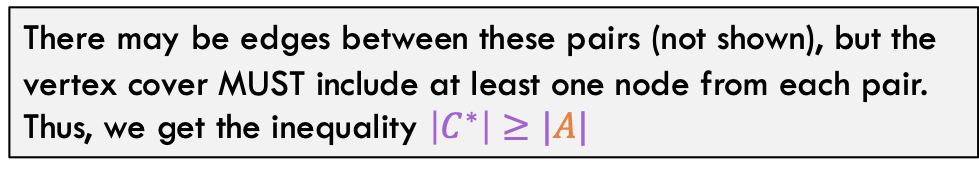 There may be edges between these pairs (not shown), but the
vertex cover MUST include at least one node from each pair.
Thus, we get the inequality |C*| ≥ |A|